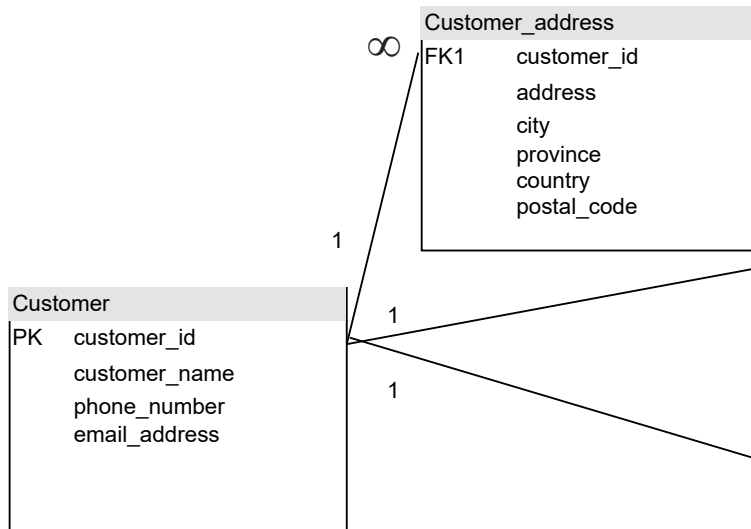 Customer_address
∞
FK1 customer_id
address
city
province
country
postal_code
1
Customer
1
PK customer_id
customer_name
1
phone_number
email_address